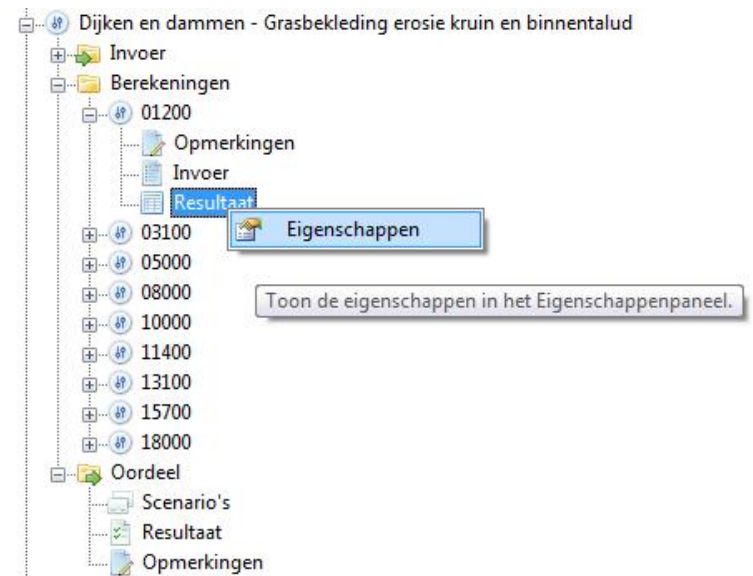 Dijken en dammen - Grasbekleding erosie kruin en binnentalud
Invoer
Berekeningen
01200
Opmerkingen
Invoer
Resultaat
Eigenschappen
03100
05000
08000
Toon de eigenschappen in het Eigenschappenpaneel.
10000
11400
13100
15700
18000
Oordeel
Scenario's
Resultaat
Opmerkingen